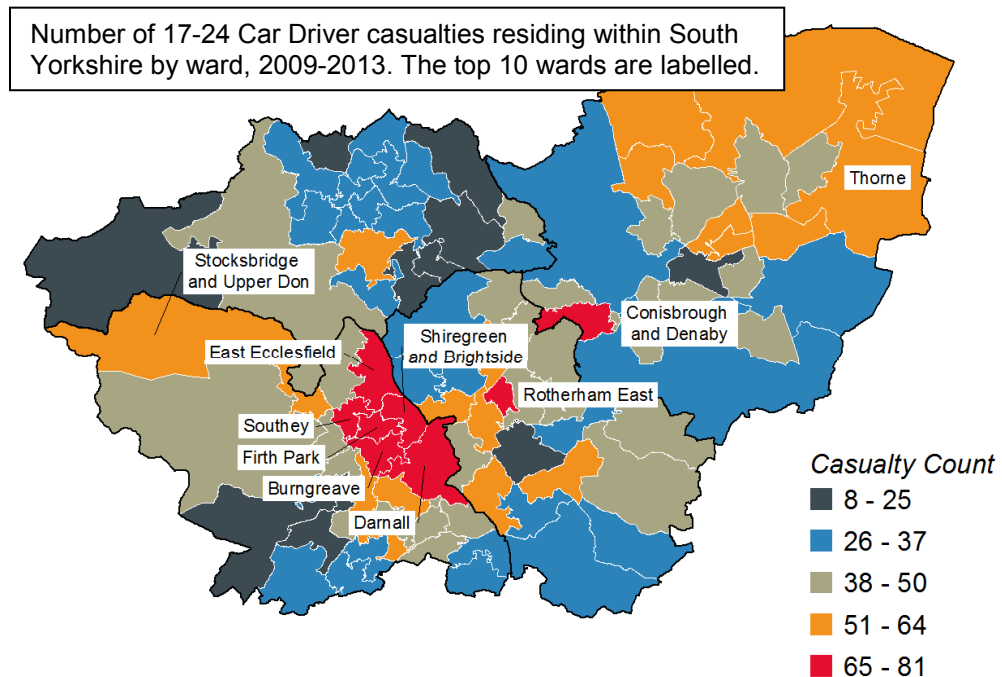 Number of 17-24 Car Driver casualties residing within South
Yorkshire by ward, 2009-2013. The top 10 wards are labelled.
Thorne
Stocksbridge
and Upper Don
Conisbrough
and Denaby
Shiregreen
and Brightside
East Ecclesfield
Rotherham East
Southey
Firth Park
Burngreave
Darnall
Casualty Count
8 - 25
26 - 37
38 - 50
51 - 64
65 - 81